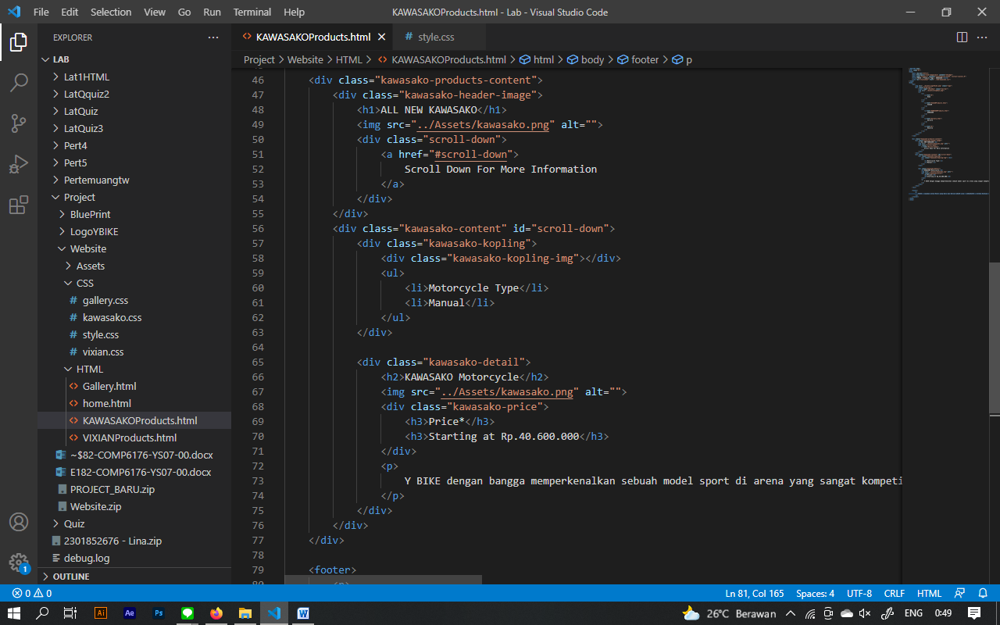 File Edit Selection View Go Run Terminal Help KAWASAKOProducts.html - Lab - Visual Studio Code
EXPLORER
LAB
Lat1HTML
LatQquiz2
LatQuiz
LatQuiz3
Pert4
Pert5
Pertemuangtw
Project
BluePrint
LogoYBIKE
Website
Assets
CSS
# gallery.css
# kawasako.css
# style.css
# vixian.css
HTML
<> Gallery.html
<> home.html
<> KAWASAKOProducts.html
<> VIXIANProducts.html
~$82-COMP6176-YS07-00.docx
E182-COMP6176-YS07-00.docx
PROJECT_BARU.zip
Website.zip
Quiz
2301852676 - Lina.zip
debug.log
OUTLINE
1
<> KAWASAKOProducts.html # style.css
Project > Website > HTML > <> KAWASAKOProducts.html > html > body > footer > p
46 <div class="kawasako-products-content">
47 <div class="kawasako-header-image">
48 <h1>ALL NEW KAWASAKO</h1>
49 <img src="../Assets/kawasako.png" alt="">
50 <div class="scroll-down">
51 <a href="#scroll-down">
52 Scroll Down For More Information
53 </a>
54 </div>
55 </div>
56 <div class="kawasako-content" id="scroll-down">
57 <div class="kawasako-kopling">
58 <div class="kawasako-kopling-img"></div>
59 <ul>
60 <li>Motorcycle Type</li>
61 <li>Manual</li>
62 </ul>
63 </div>
64
65 <div class="kawasako-detail">
66 <h2>KAWASAKO Motorcycle</h2>
67 <img src="../Assets/kawasako.png" alt="">
68 <div class="kawasako-price">
69 <h3>Price*</h3>
70 <h3>Starting at Rp.40.600.000</h3>
71 </div>
72 <p>
73 Y BIKE dengan bangga memperkenalkan sebuah model sport di arena yang sangat kompeti
74 </p>
75 </div>
76 </div>
77 </div>
78
79 <footer>
80 <p>
0 0 Ln 81, Col 165 Spaces: 4 UTF-8 CRLF HTML
Ai Ae Ps W 26°C Berawan ENG 0:49